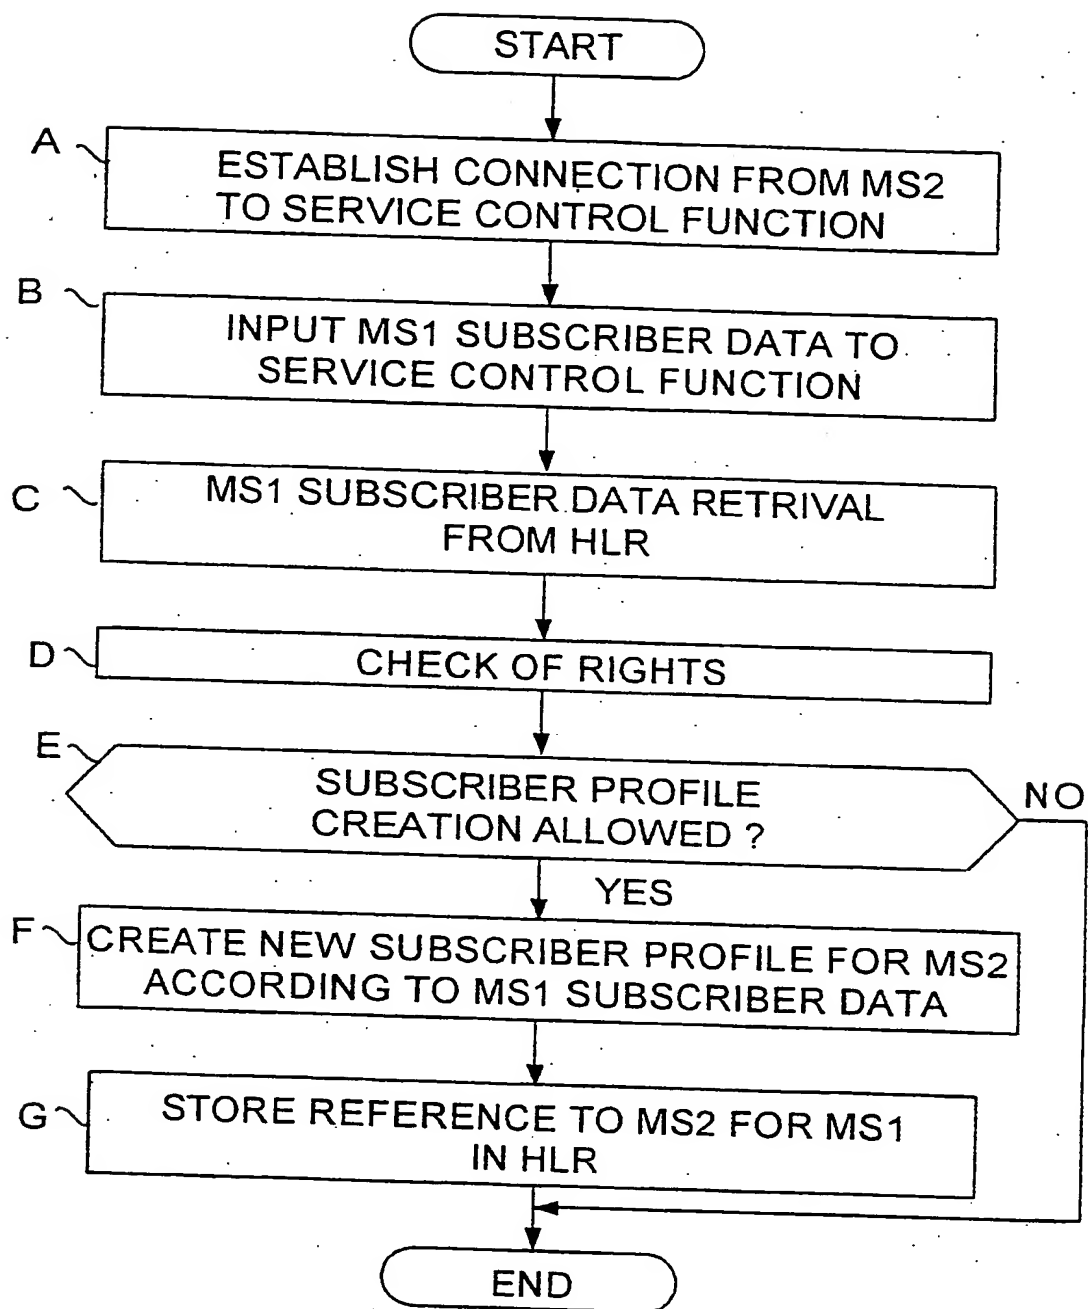 START
A
ESTABLISH CONNECTION FROM MS2
TO SERVICE CONTROL FUNCTION
B
INPUT MS1 SUBSCRIBER DATA TO
SERVICE CONTROL FUNCTION
C
MS1 SUBSCRIBER DATA RETRIVAL
FROM HLR
D
CHECK OF RIGHTS
E
SUBSCRIBER PROFILE
CREATION ALLOWED ?
NO
YES
F
CREATE NEW SUBSCRIBER PROFILE FOR MS2
ACCORDING TO MS1 SUBSCRIBER DATA
G
STORE REFERENCE TO MS2 FOR MS1
IN HLR
END